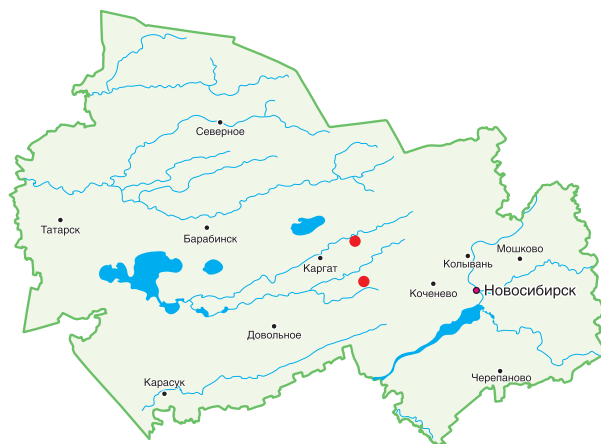 Северное
Татарск
Барабинск
Каргат
Мошково
Колывань
Коченево
Новосибирск
Довольное
Карасук
Черепаново